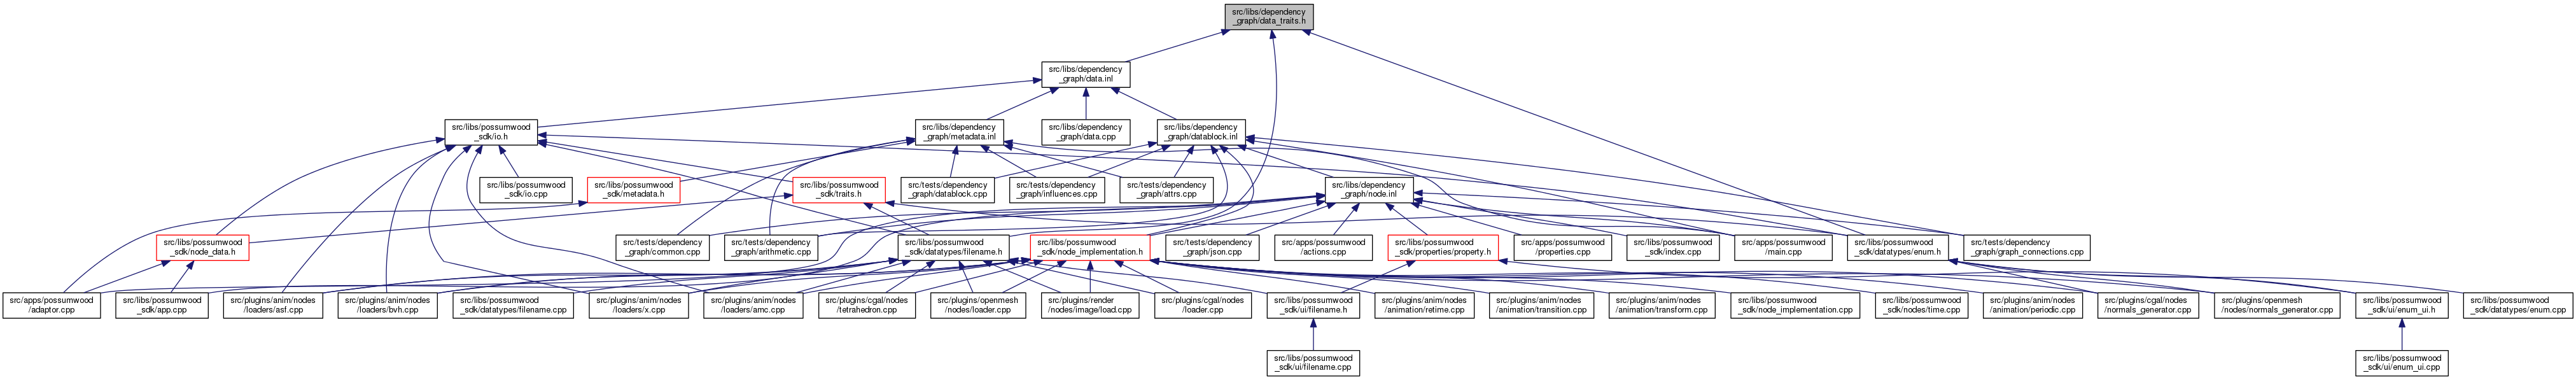 src/libs/dependency
_graph/data_traits.h
src/libs/dependency
_graph/data.inl
src/libs/possumwood
_sdk/io.h
src/libs/dependency
_graph/metadata.inl
src/libs/dependency
_graph/data.cpp
src/libs/dependency
_graph/datablock.inl
src/libs/possumwood
_sdk/io.cpp
src/libs/possumwood
_sdk/metadata.h
src/libs/possumwood
_sdk/traits.h
src/tests/dependency
_graph/datablock.cpp
src/tests/dependency
_graph/influences.cpp
src/tests/dependency
_graph/attrs.cpp
src/libs/dependency
_graph/node.inl
src/libs/possumwood
_sdk/node_data.h
src/tests/dependency
_graph/common.cpp
src/tests/dependency
_graph/arithmetic.cpp
src/libs/possumwood
_sdk/datatypes/filename.h
src/libs/possumwood
_sdk/node_implementation.h
src/tests/dependency
_graph/json.cpp
src/apps/possumwood
/actions.cpp
src/libs/possumwood
_sdk/properties/property.h
src/apps/possumwood
/properties.cpp
src/libs/possumwood
_sdk/index.cpp
src/apps/possumwood
/main.cpp
src/libs/possumwood
_sdk/datatypes/enum.h
src/tests/dependency
_graph/graph_connections.cpp
src/apps/possumwood
/adaptor.cpp
src/libs/possumwood
_sdk/app.cpp
src/plugins/anim/nodes
/loaders/asf.cpp
src/plugins/anim/nodes
/loaders/bvh.cpp
src/libs/possumwood
_sdk/datatypes/filename.cpp
src/plugins/anim/nodes
/loaders/x.cpp
src/plugins/anim/nodes
/loaders/amc.cpp
src/plugins/cgal/nodes
/tetrahedron.cpp
src/plugins/openmesh
/nodes/loader.cpp
src/plugins/render
/nodes/image/load.cpp
src/plugins/cgal/nodes
/loader.cpp
src/libs/possumwood
_sdk/ui/filename.h
src/plugins/anim/nodes
/animation/retime.cpp
src/plugins/anim/nodes
/animation/transition.cpp
src/plugins/anim/nodes
/animation/transform.cpp
src/libs/possumwood
_sdk/node_implementation.cpp
src/libs/possumwood
_sdk/nodes/time.cpp
src/plugins/anim/nodes
/animation/periodic.cpp
src/plugins/cgal/nodes
/normals_generator.cpp
src/plugins/openmesh
/nodes/normals_generator.cpp
src/libs/possumwood
_sdk/ui/enum_ui.h
src/libs/possumwood
_sdk/datatypes/enum.cpp
src/libs/possumwood
_sdk/ui/filename.cpp
src/libs/possumwood
_sdk/ui/enum_ui.cpp